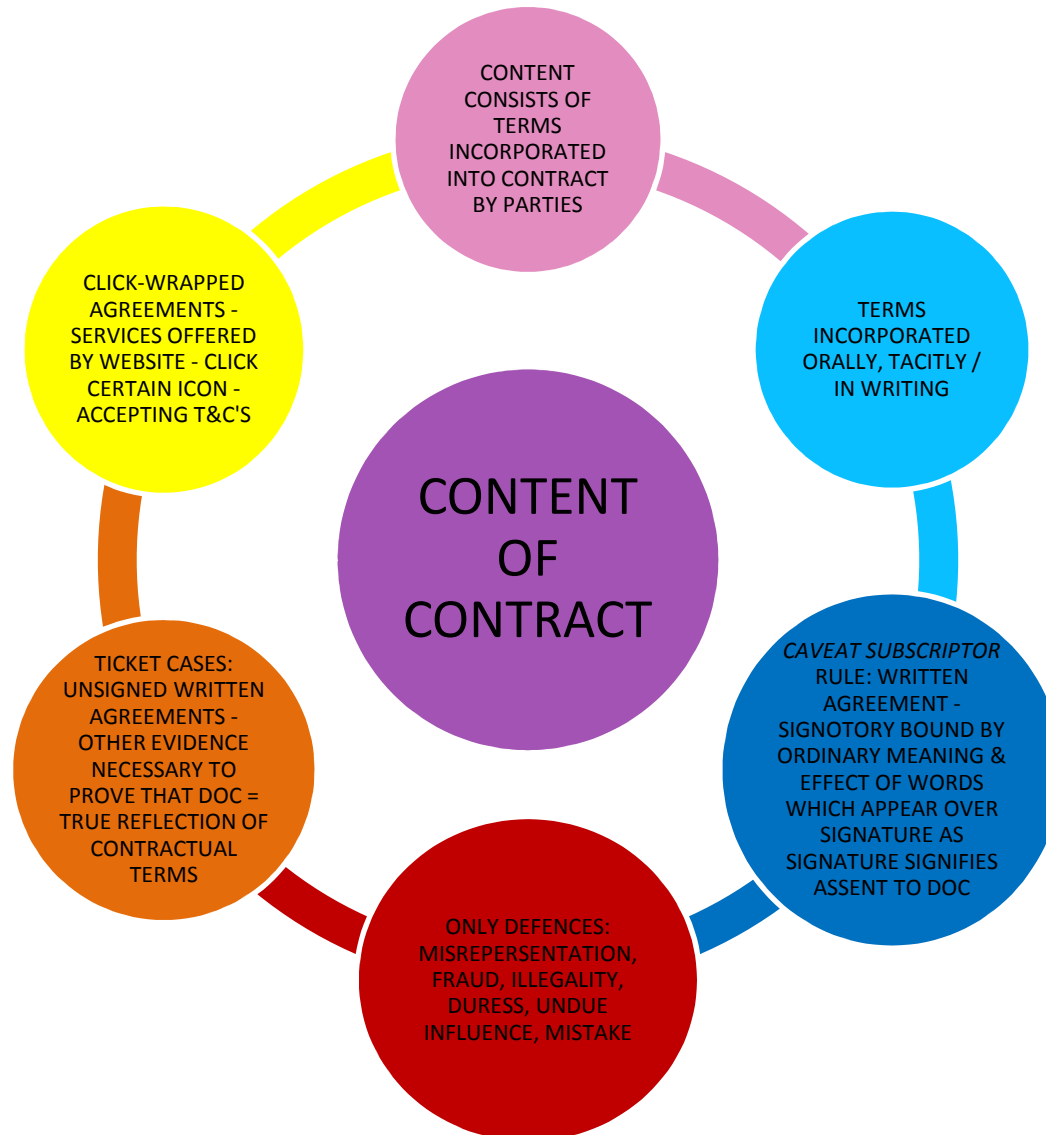 CONTENT
CONSISTS OF
TERMS
INCORPORATED
INTO CONTRACT
BY PARTIES
TERMS
INCORPORATED
ORALLY, TACITLY /
IN WRITING
CAVEAT SUBSCRIPTOR
RULE: WRITTEN
AGREEMENT -
SIGNOTORY BOUND BY
ORDINARY MEANING &
EFFECT OF WORDS
WHICH APPEAR OVER
SIGNATURE AS
SIGNATURE SIGNIFIES
ASSENT TO DOC
ONLY DEFENCES:
MISREPERSENTATION,
FRAUD, ILLEGALITY,
DURESS, UNDUE
INFLUENCE, MISTAKE
TICKET CASES:
UNSIGNED WRITTEN
AGREEMENTS -
OTHER EVIDENCE
NECESSARY TO
PROVE THAT DOC =
TRUE REFLECTION OF
CONTRACTUAL
TERMS
CLICK-WRAPPED
AGREEMENTS -
SERVICES OFFERED
BY WEBSITE - CLICK
CERTAIN ICON -
ACCEPTING T&C'S
CONTENT
OF
CONTRACT